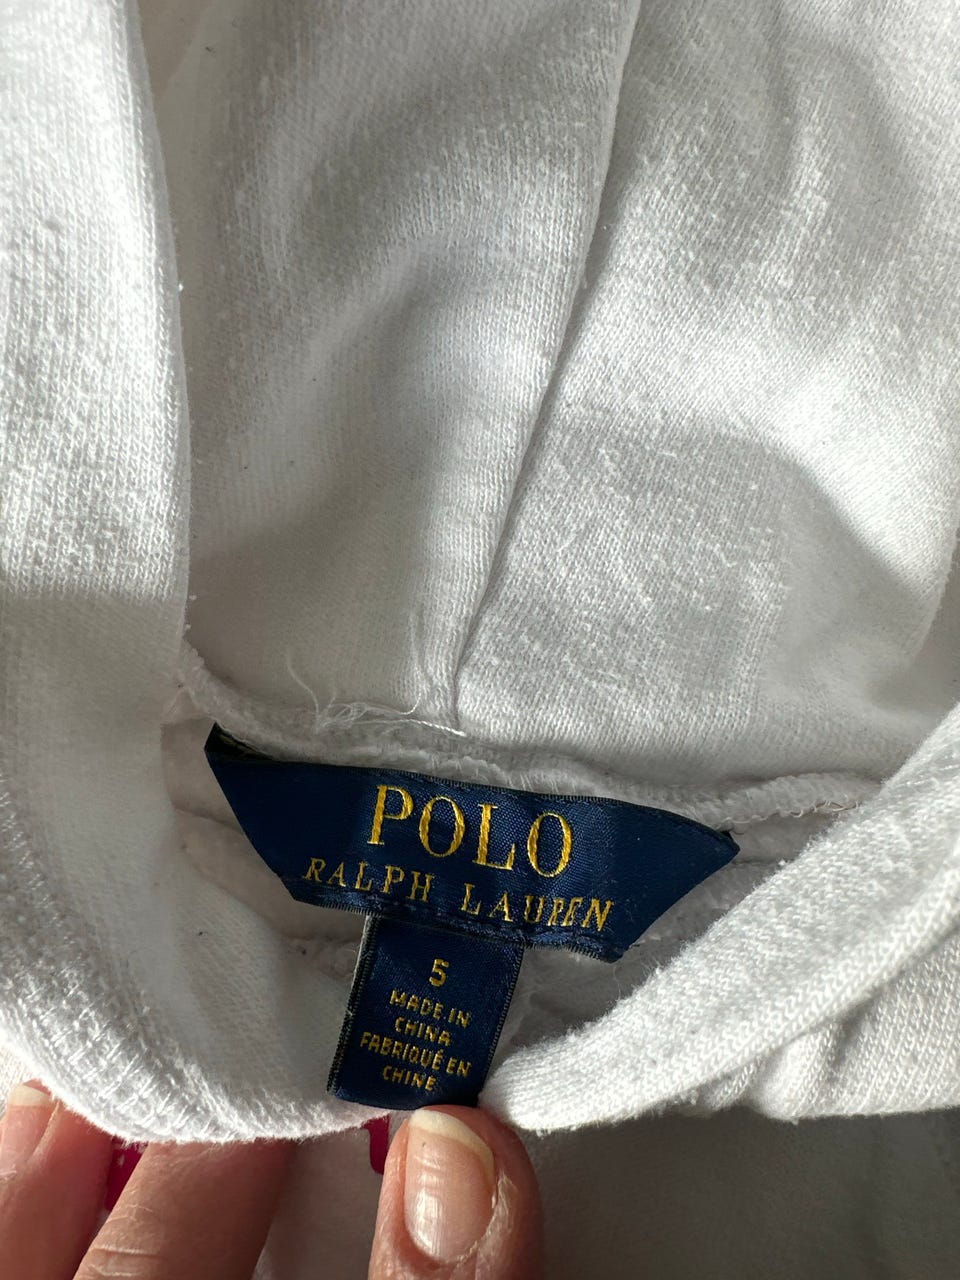 POLO
RALPH LAUREN
5
MADE IN
CHINA
FABRIQUÉ EN
CHINE